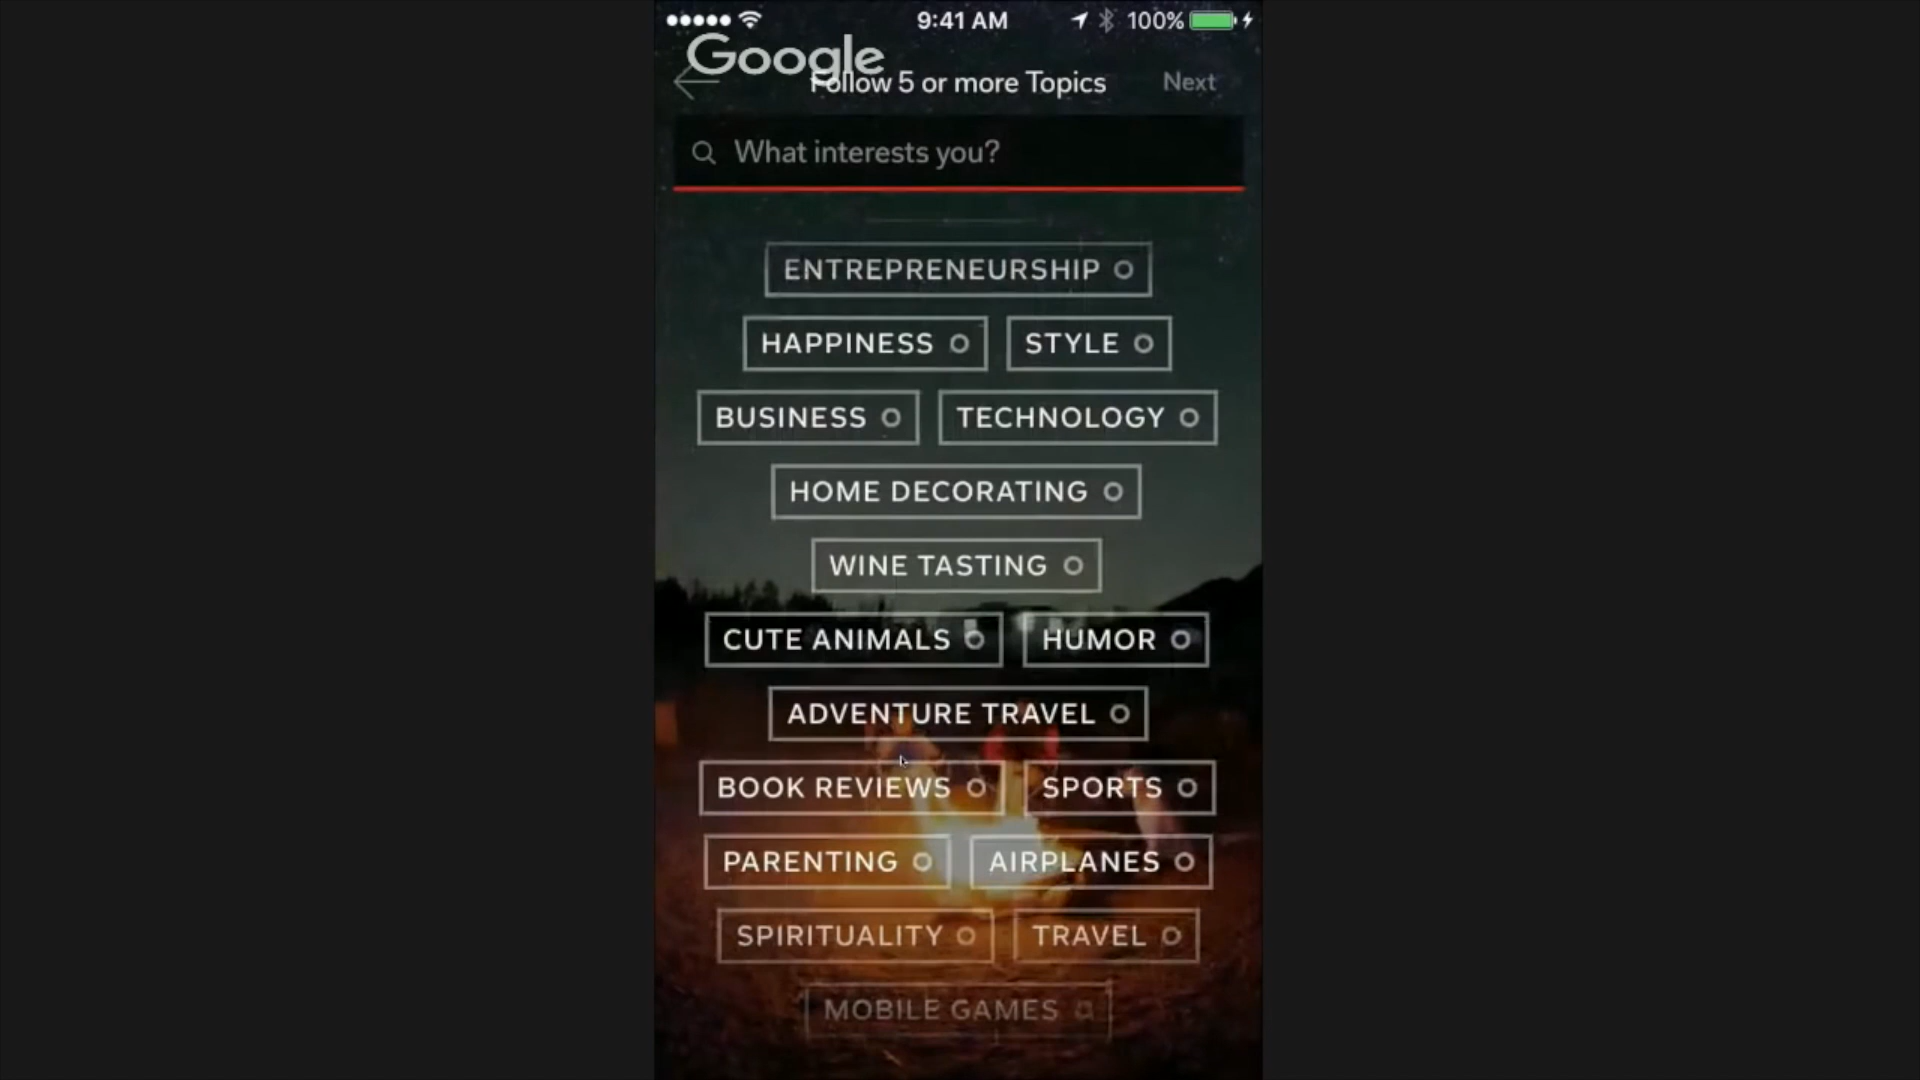 9:41 AM 100%
Google
Follow 5 or more Topics Next
What interests you?
ENTREPRENEURSHIP
HAPPINESS STYLE
BUSINESS TECHNOLOGY
HOME DECORATING
WINE TASTING
CUTE ANIMALS HUMOR
ADVENTURE TRAVEL
BOOK REVIEWS SPORTS
PARENTING AIRPLANES
SPIRITUALITY TRAVEL
MOBILE GAMES